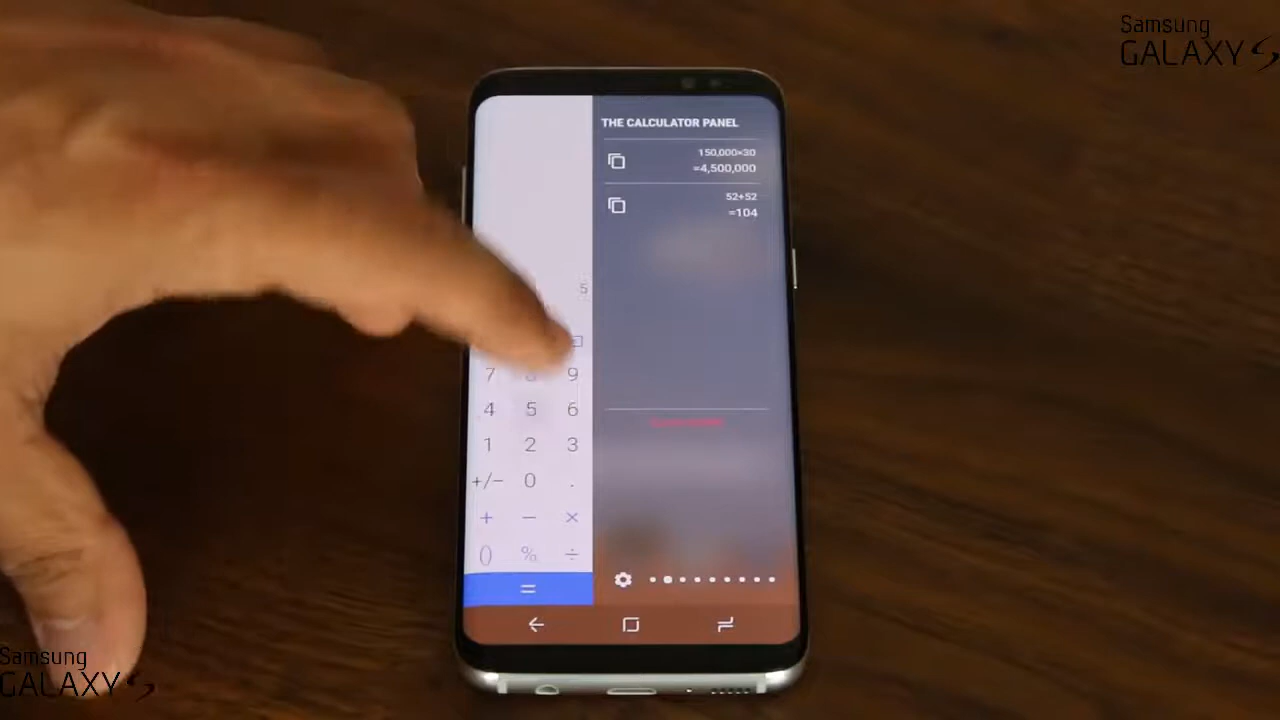 Samsung
GALAXY S
THE CALCULATOR PANEL
150,000×30
=4,500,000
52+52
=104
5
7 8 9
4 5 6
1 2 3
+/− 0 .
+ − ×
() % ÷
=
Samsung
GALAXY S